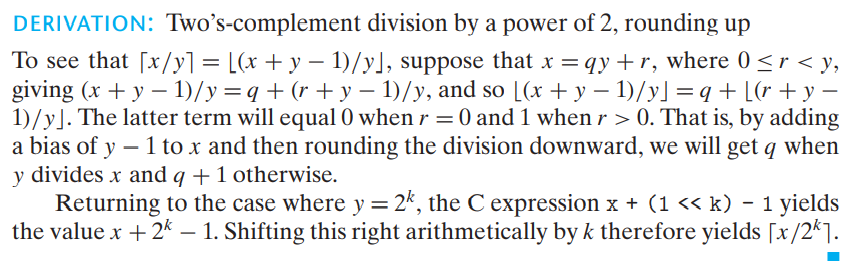 DERIVATION: Two's-complement division by a power of 2, rounding up
To see that ⌈x/y⌉ = ⌊(x + y − 1)/y⌋, suppose that x = qy + r, where 0 ≤ r < y,
giving (x + y − 1)/y = q + (r + y − 1)/y, and so ⌊(x + y − 1)/y⌋ = q + ⌊(r + y −
1)/y⌋. The latter term will equal 0 when r = 0 and 1 when r > 0. That is, by adding
a bias of y − 1 to x and then rounding the division downward, we will get q when
y divides x and q + 1 otherwise.
Returning to the case where y = 2ᵏ, the C expression x + (1 << k) - 1 yields
the value x + 2ᵏ − 1. Shifting this right arithmetically by k therefore yields ⌈x/2ᵏ⌉.